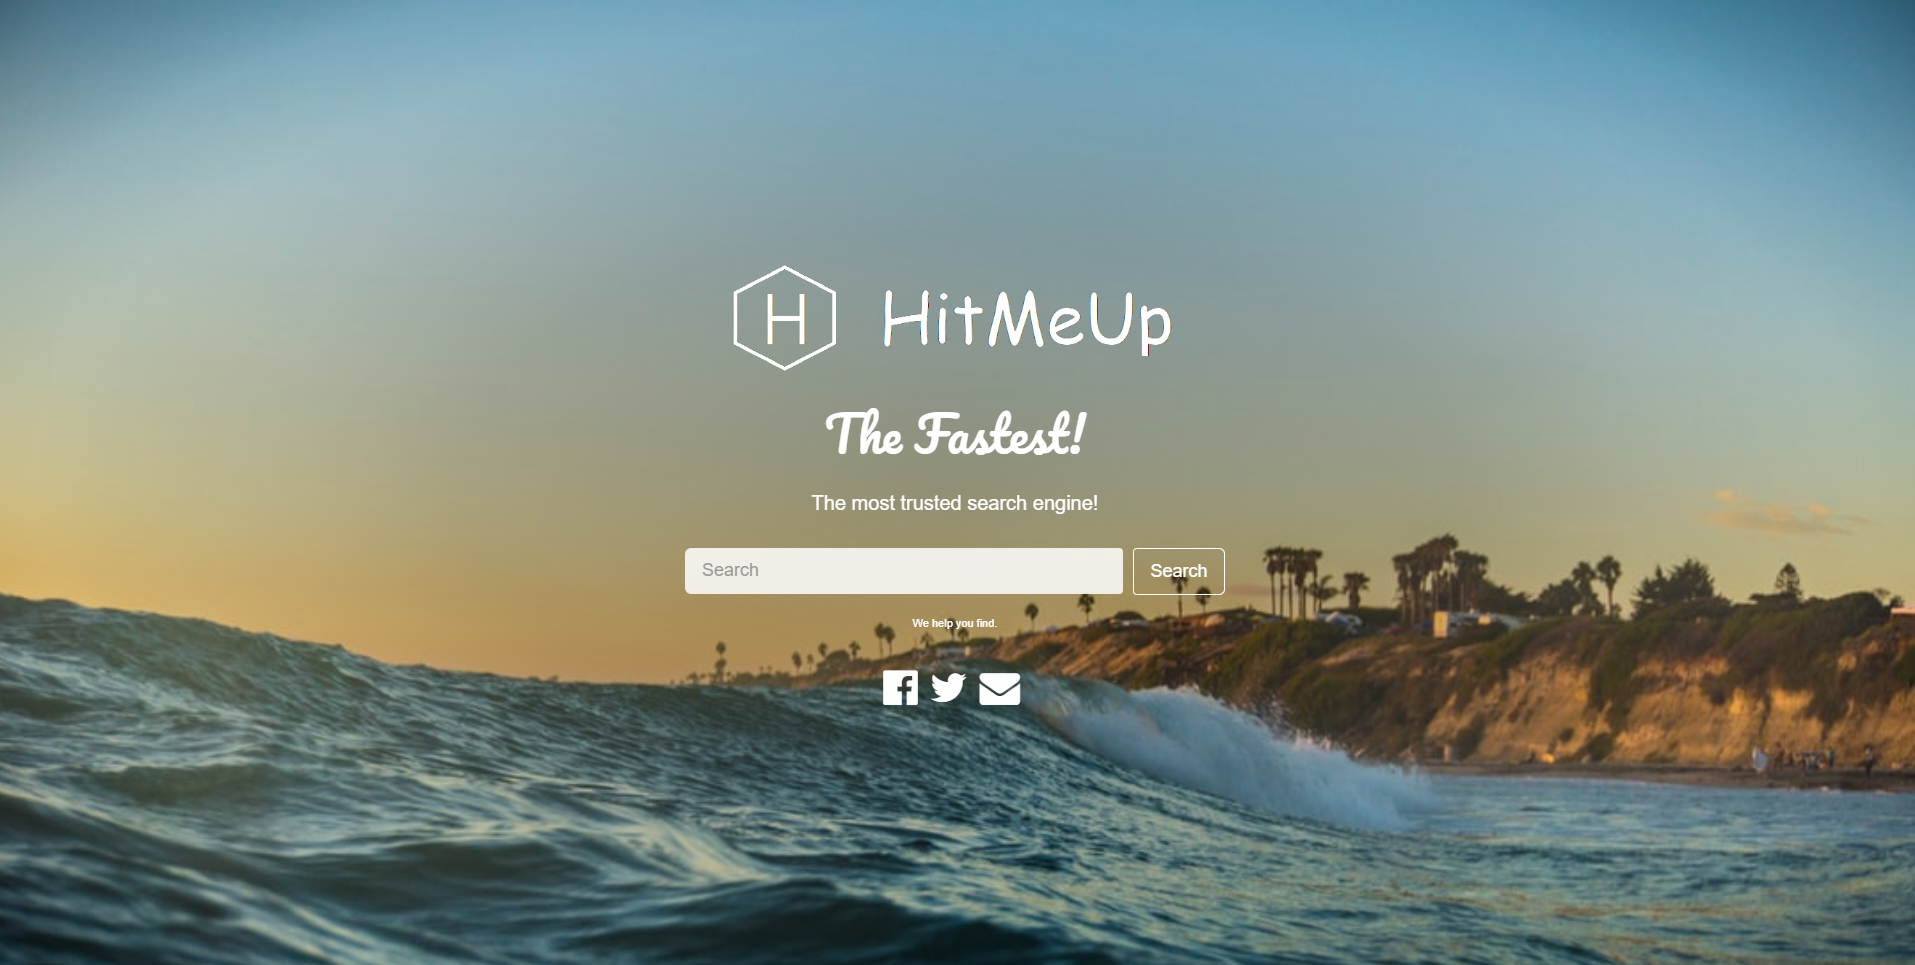 H HitMeUp
The Fastest!
The most trusted search engine!
Search Search
We help you find.